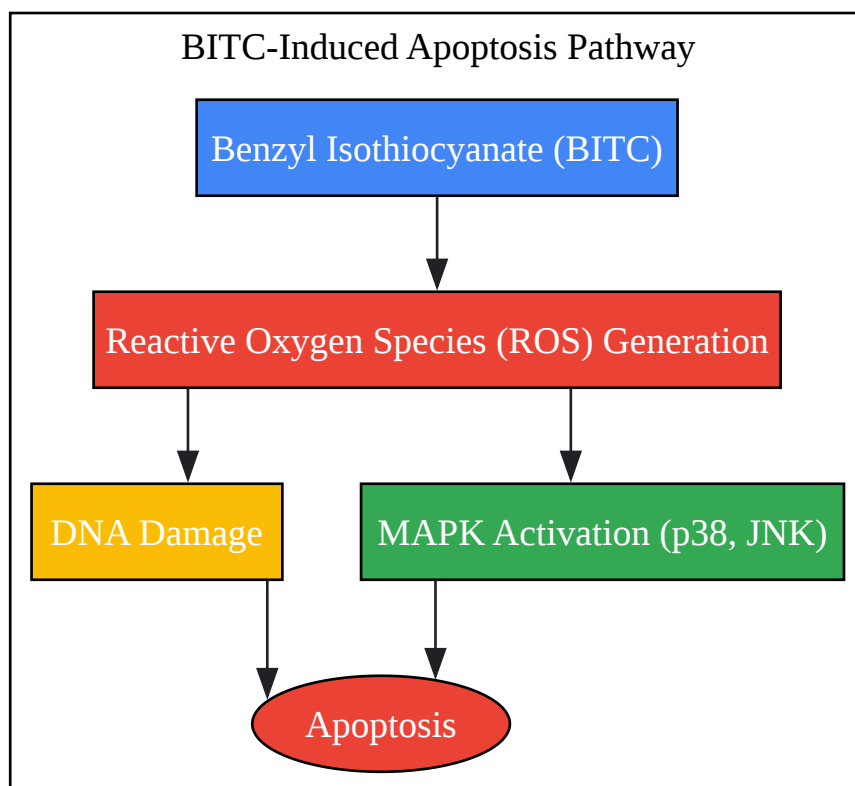 BITC-Induced Apoptosis Pathway
Benzyl Isothiocyanate (BITC)
Reactive Oxygen Species (ROS) Generation
DNA Damage
MAPK Activation (p38, JNK)
Apoptosis